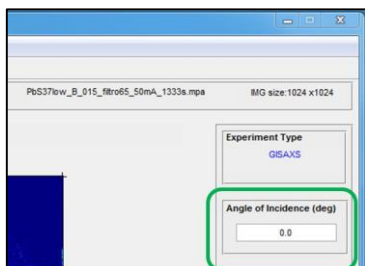 PbS37low_B_015_filtro65_50mA_1333s.mpa IMG size:1024 x1024
Experiment Type
GISAXS
Angle of Incidence (deg)
0.0